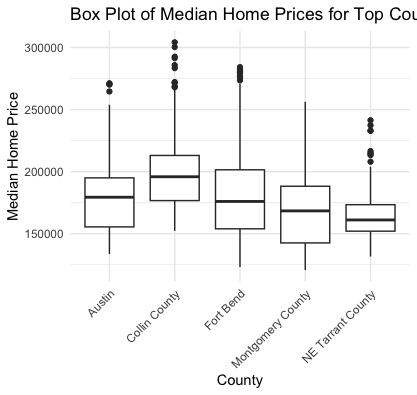 Box Plot of Median Home Prices for Top Cou
300000
250000
200000
150000
Median Home Price
Austin
Collin County
Fort Bend
Montgomery County
NE Tarrant County
County